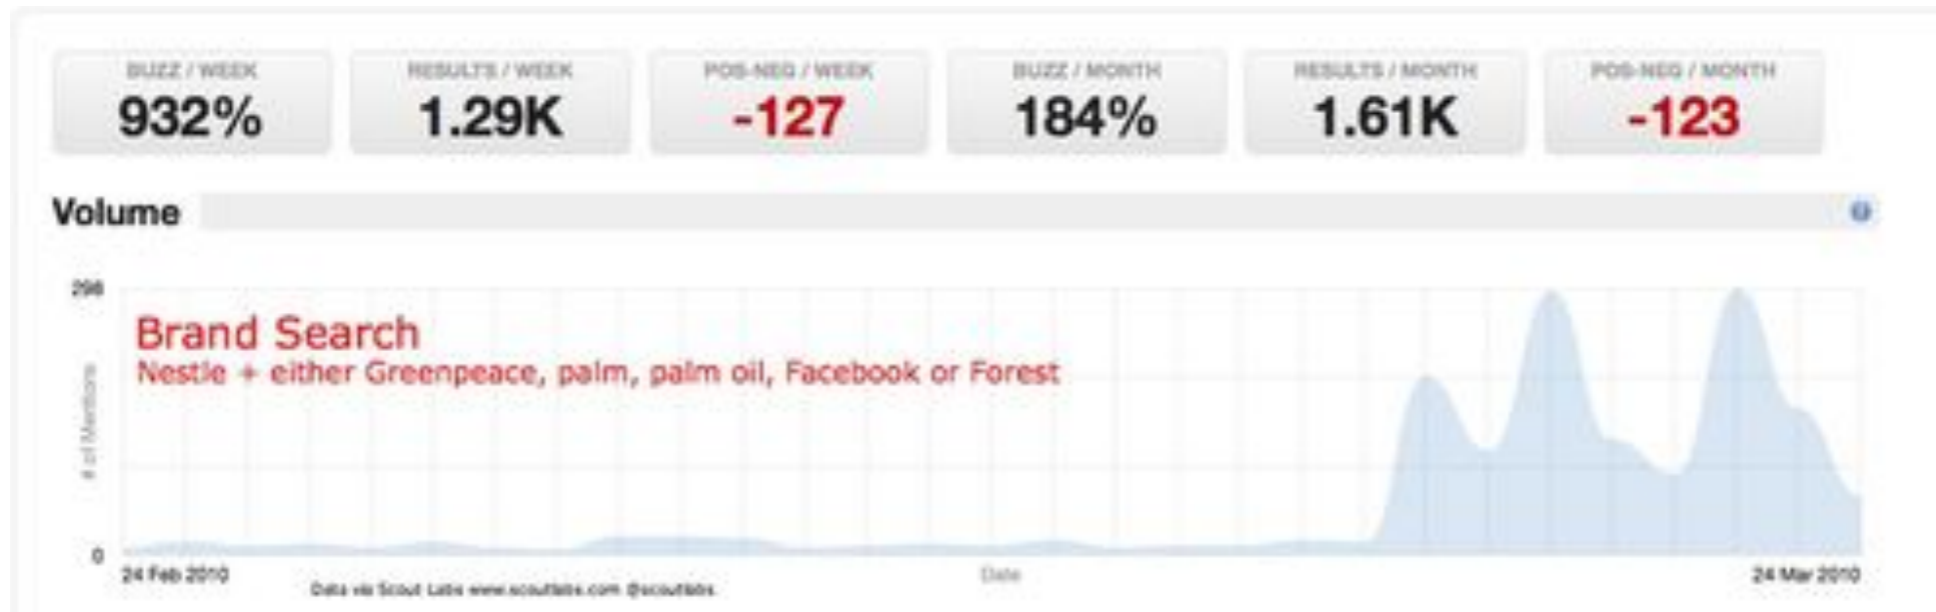 BUZZ / WEEK
932%
RESULTS / WEEK
1.29K
POS-NEG / WEEK
-127
BUZZ / MONTH
184%
RESULTS / MONTH
1.61K
POS-NEG / MONTH
-123
Volume
298
Brand Search
Nestle + either Greenpeace, palm, palm oil, Facebook or Forest
# of Mentions
0
24 Feb 2010
Date
24 Mar 2010
Data via Scout Labs www.scoutlabs.com @scoutlabs